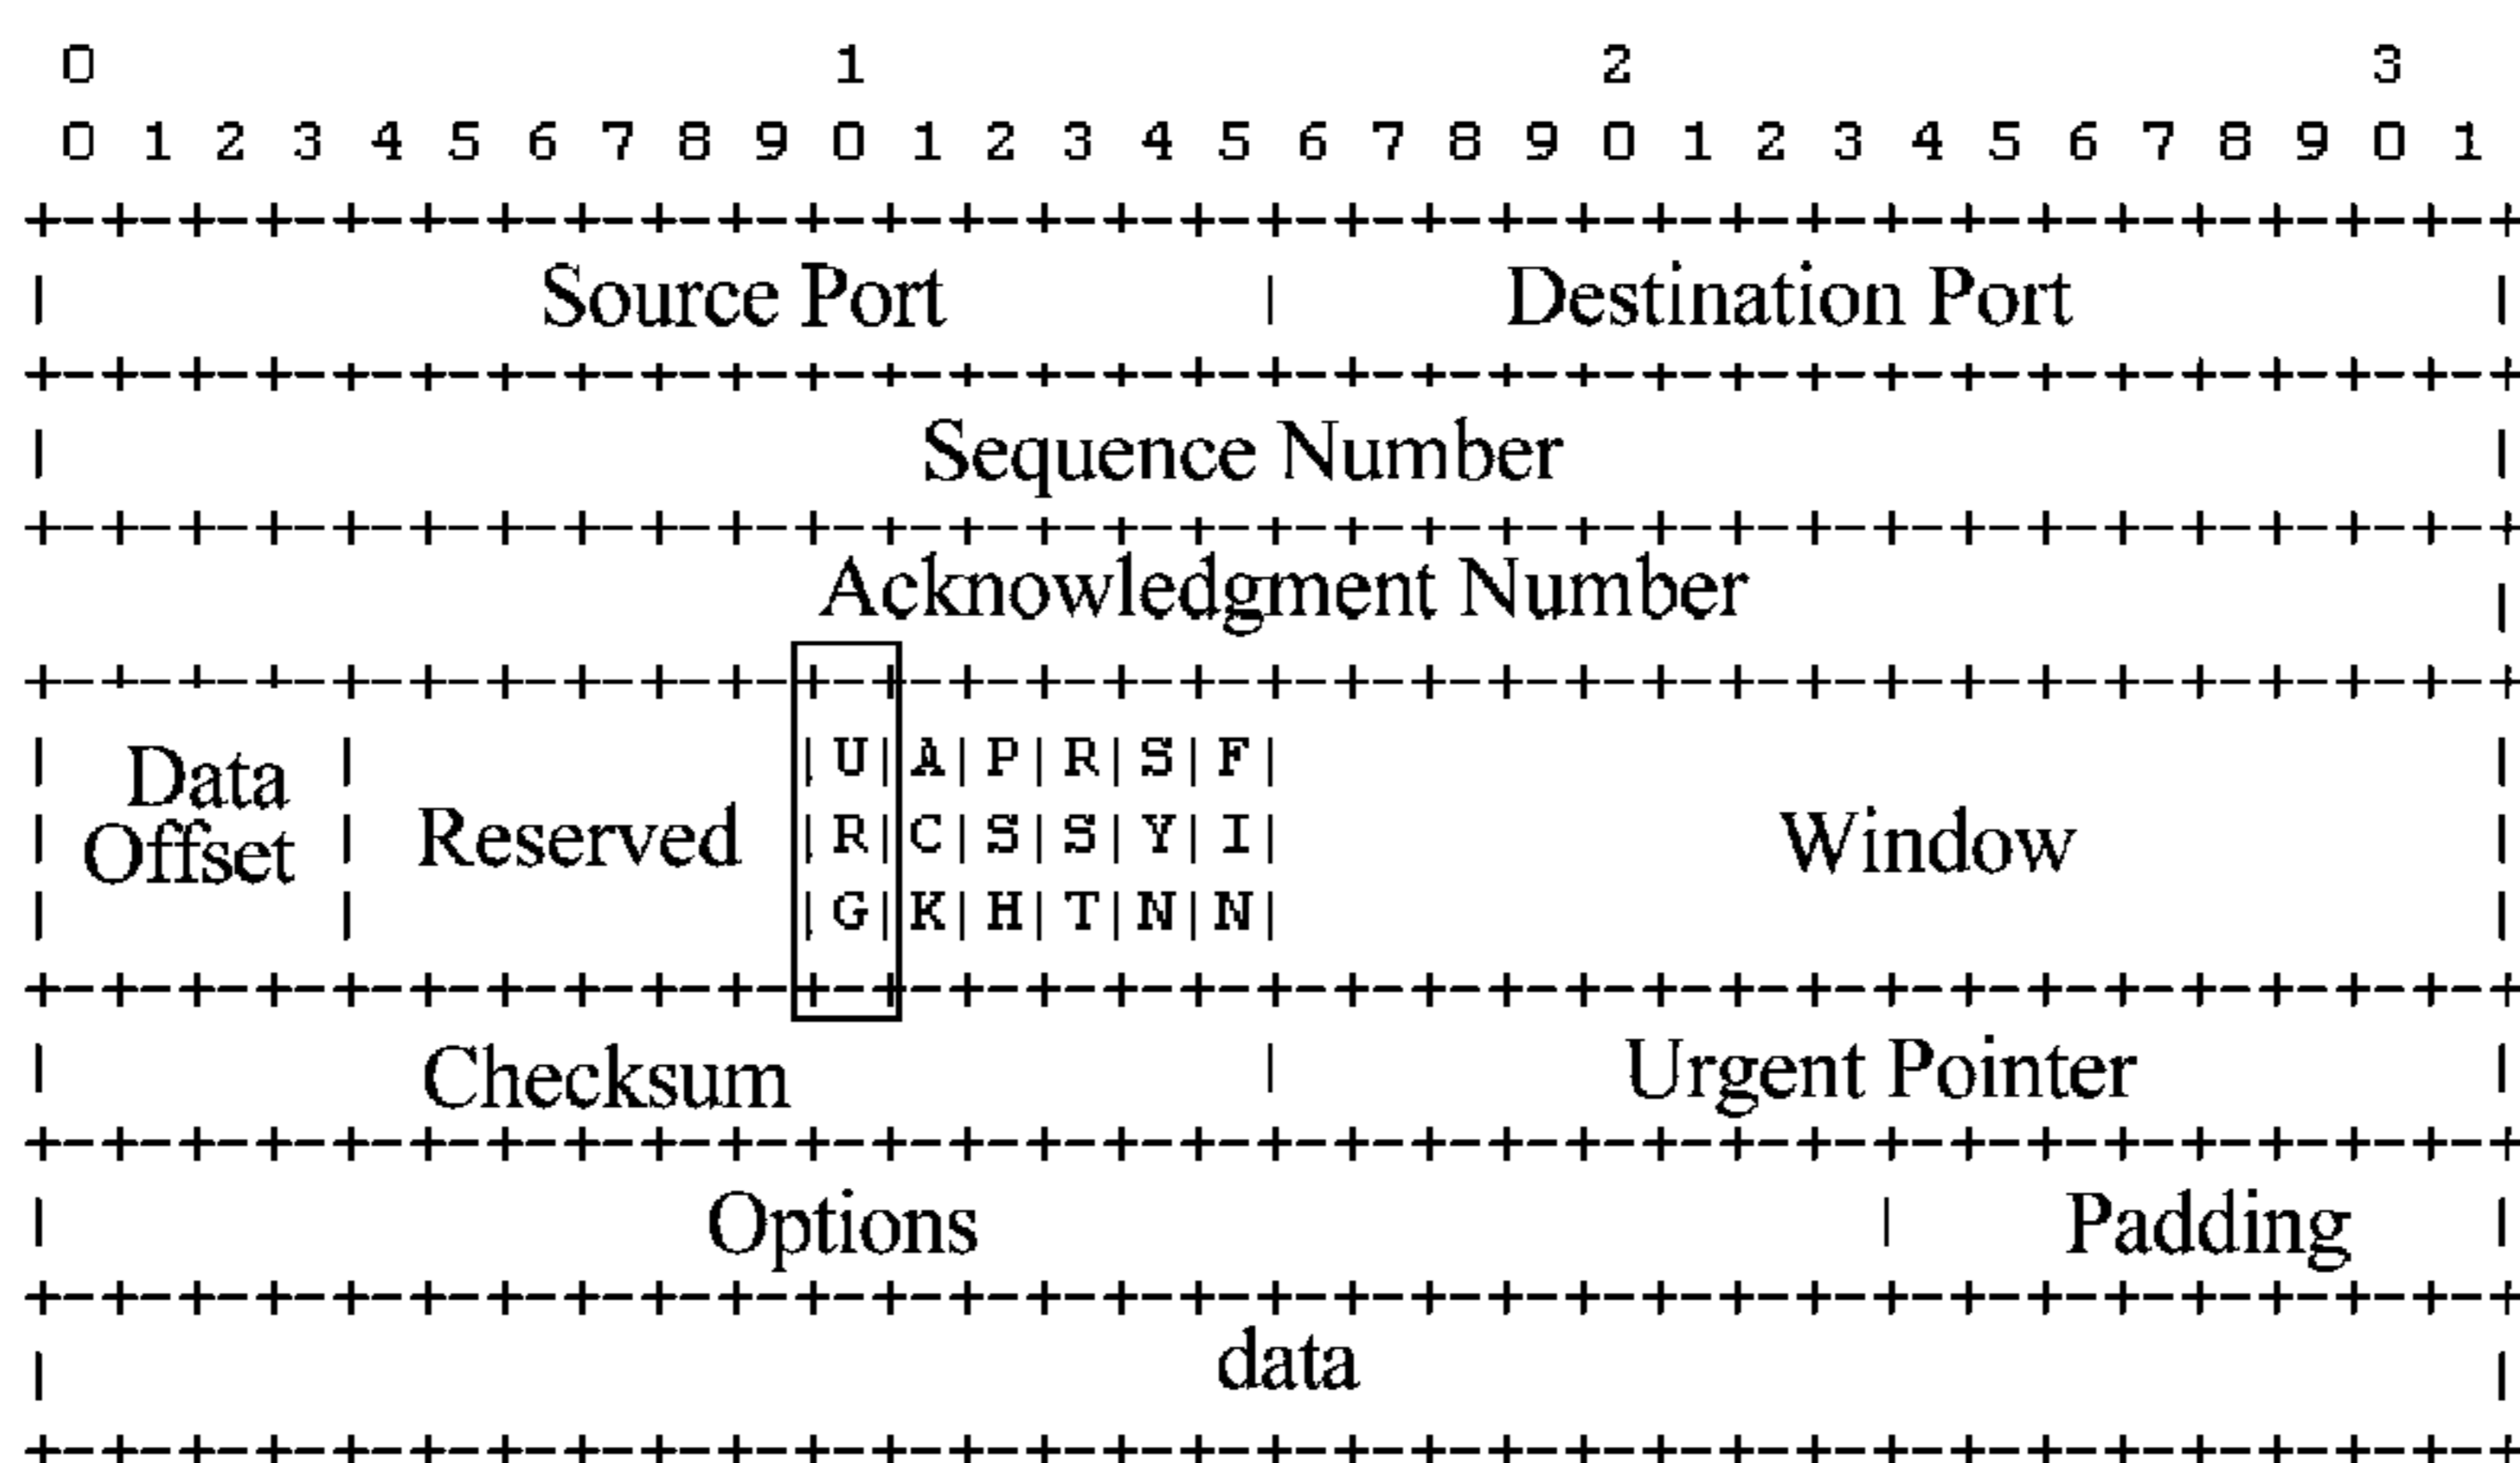 0 1 2 3
0 1 2 3 4 5 6 7 8 9 0 1 2 3 4 5 6 7 8 9 0 1 2 3 4 5 6 7 8 9 0 1
+-+-+-+-+-+-+-+-+-+-+-+-+-+-+-+-+-+-+-+-+-+-+-+-+-+-+-+-+-+-+-+-+
| Source Port | Destination Port |
+-+-+-+-+-+-+-+-+-+-+-+-+-+-+-+-+-+-+-+-+-+-+-+-+-+-+-+-+-+-+-+-+
| Sequence Number |
+-+-+-+-+-+-+-+-+-+-+-+-+-+-+-+-+-+-+-+-+-+-+-+-+-+-+-+-+-+-+-+-+
Acknowledgment Number |
+-+-+-+-+-+-+-+-+-+-+-+-+-+-+-+-+-+-+-+-+-+-+-+-+-+-+-+-+-+-+-+-+
| Data | |U|A|P|R|S|F| |
| Offset | Reserved |R|C|S|S|Y|I| Window |
| | |G|K|H|T|N|N| |
+-+-+-+-+-+-+-+-+-+-+-+-+-+-+-+-+-+-+-+-+-+-+-+-+-+-+-+-+-+-+-+-+
| Checksum | Urgent Pointer |
+-+-+-+-+-+-+-+-+-+-+-+-+-+-+-+-+-+-+-+-+-+-+-+-+-+-+-+-+-+-+-+-+
| Options | Padding |
+-+-+-+-+-+-+-+-+-+-+-+-+-+-+-+-+-+-+-+-+-+-+-+-+-+-+-+-+-+-+-+-+
| data |
+-+-+-+-+-+-+-+-+-+-+-+-+-+-+-+-+-+-+-+-+-+-+-+-+-+-+-+-+-+-+-+-+